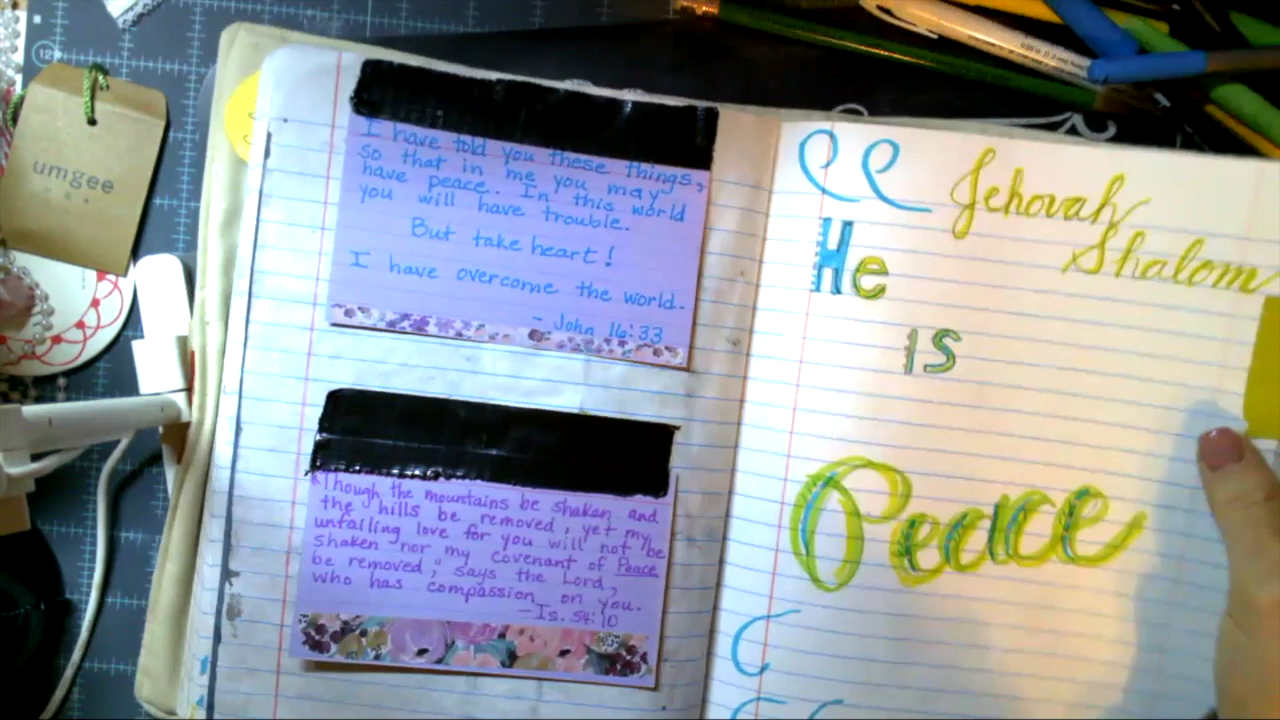 12
umgee
I have told you these things,
so that in me you may
have peace. In this world
you will have trouble.
But take heart!
I have overcome the world.
- John 16:33
"Though the mountains be shaken and
the hills be removed, yet my
unfailing love for you will not be
shaken nor my covenant of Peace
be removed," says the Lord,
who has compassion on you.
- Is. 54:10
Jehovah
Shalom
He
is
Peace